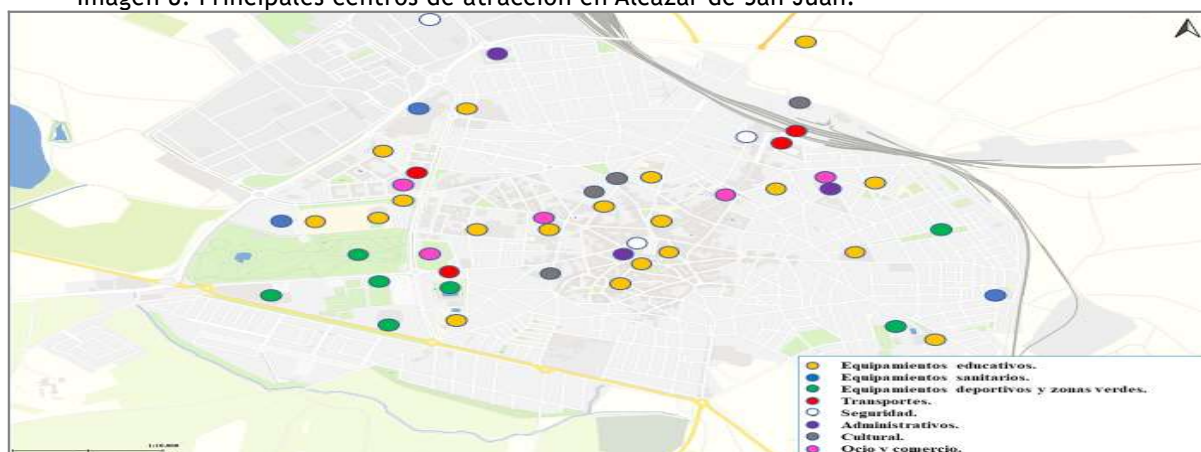 Imagen 6. Principales centros de atracción en Alcázar de San Juan.
Equipamientos educativos.
Equipamientos sanitarios.
Equipamientos deportivos y zonas verdes.
Transportes.
Seguridad.
Administrativos.
Cultural.
Ocio y comercio.